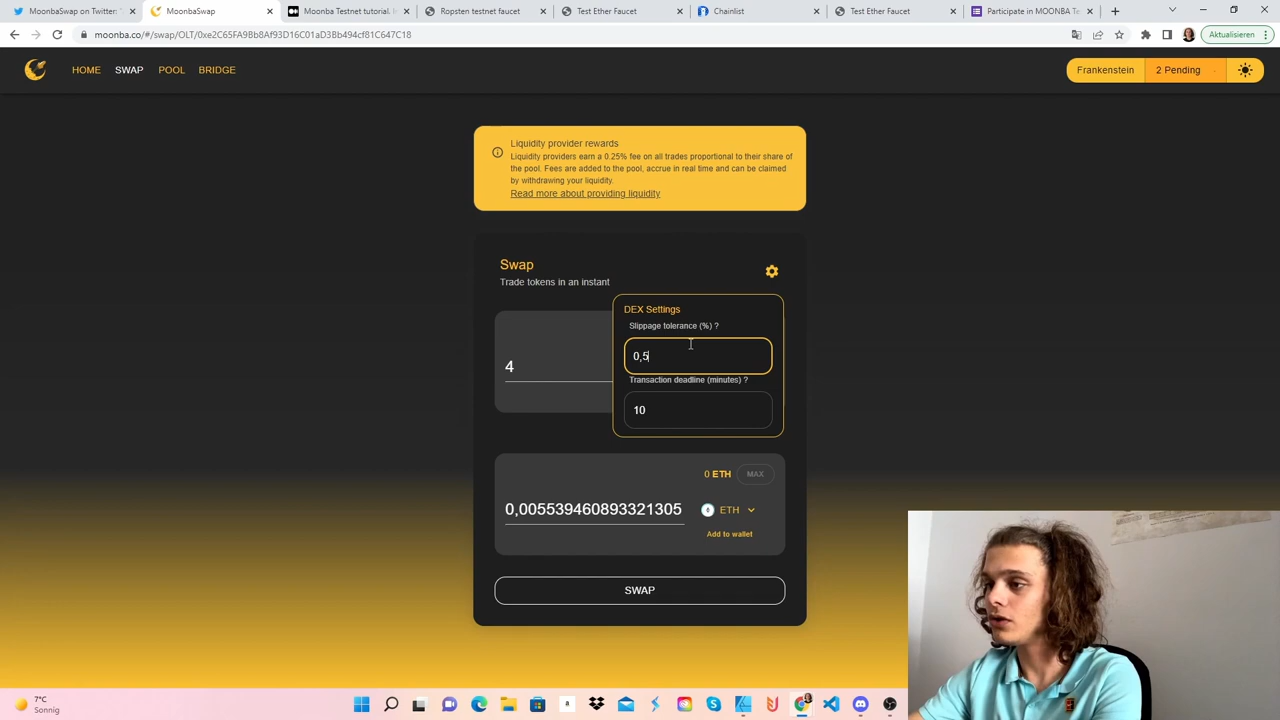 MoonbaSwap on Twitter: "
MoonbaSwap
Moonba Testnet tutorial. I
Ropsten testnet faucet
Test Ether Faucet
Chainlist
Test Ether Faucet
Participate in MOONBA Te
moonba.co/#/swap/OLT/0xe2C65FA9Bb8Af93D16C01aD3Bb494cf81C647C18
Aktualisieren
HOME
SWAP
POOL
BRIDGE
Frankenstein
2 Pending
Liquidity provider rewards
Liquidity providers earn a 0.25% fee on all trades proportional to their share of
the pool. Fees are added to the pool, accrue in real time and can be claimed
by withdrawing your liquidity.
Read more about providing liquidity
Swap
Trade tokens in an instant
DEX Settings
Slippage tolerance (%) ?
0,5
Transaction deadline (minutes) ?
10
4
0 ETH
MAX
0,005539460893321305
ETH
Add to wallet
SWAP
7°C
Sonnig